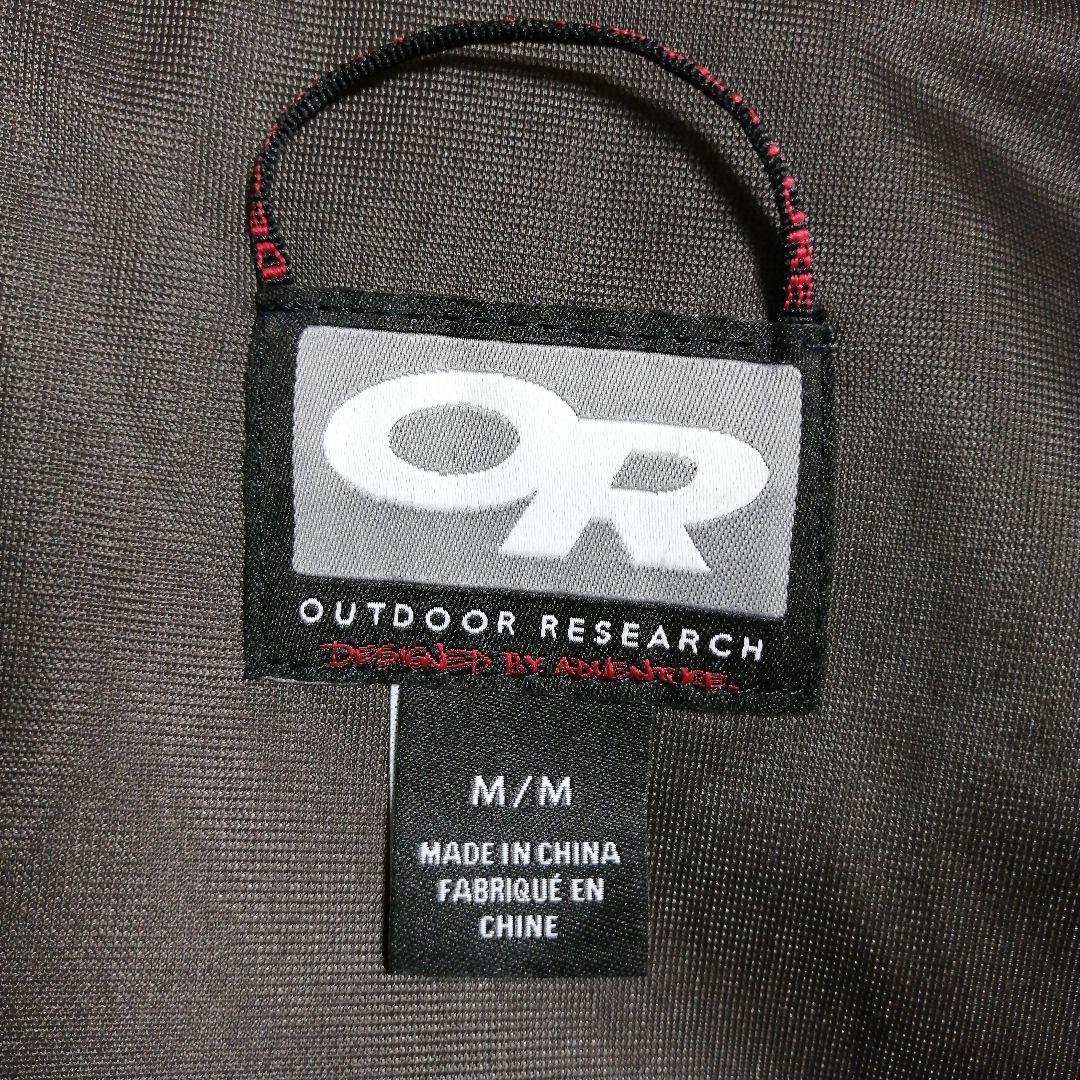 OR
OUTDOOR RESEARCH
DESIGNED BY ADVENTURE.
M/M
MADE IN CHINA
FABRIQUÉ EN
CHINE